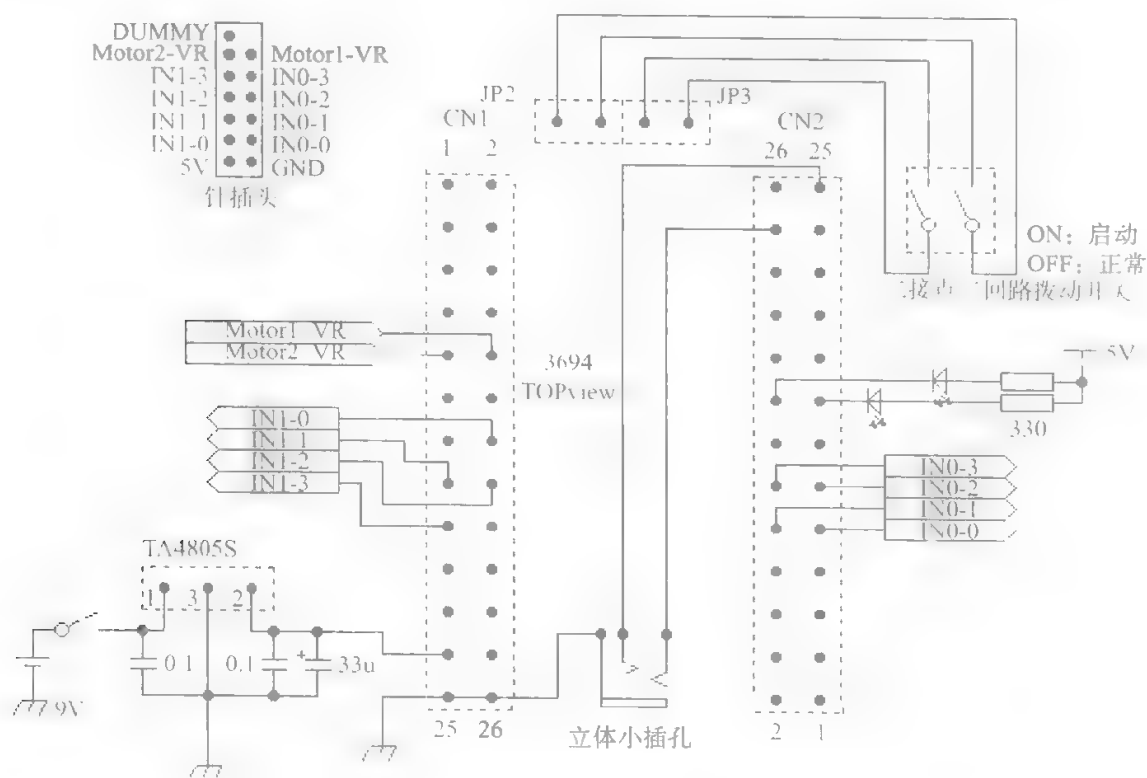 DUMMY
Motor2-VR
Motor1-VR
IN1-3
IN0-3
IN1-2
IN0-2
IN1-1
IN0-1
IN1-0
IN0-0
5V
GND
针插头
JP2
JP3
CN1
CN2
1 2
26 25
ON: 启动
OFF: 正常
回路拨动开关
Motor1 VR
Motor2 VR
3694
TOPview
5V
330
IN1-0
IN1-1
IN1-2
IN1-3
IN0-3
IN0-2
IN0-1
IN0-0
TA4805S
1 3 2
0.1
0.1
+
33u
9V
25 26
立体小插孔
2 1